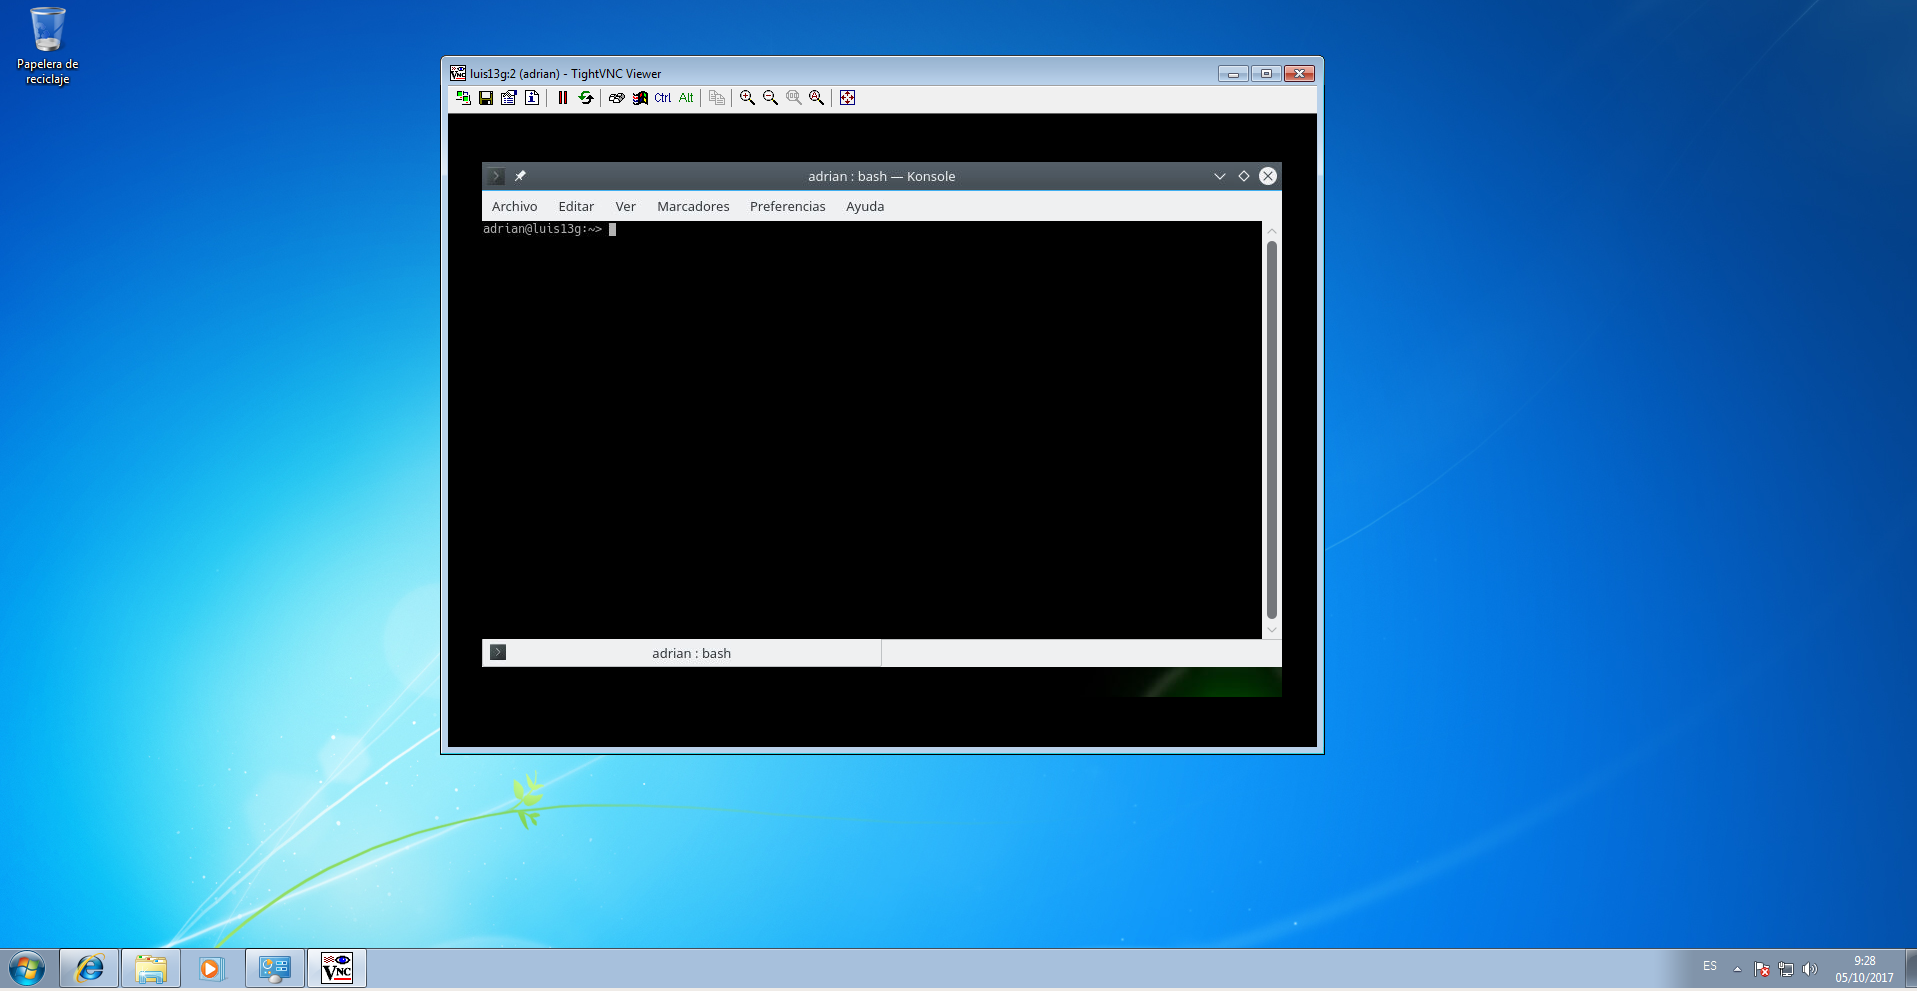 Papelera de
reciclaje
luis13g:2 (adrian) - TightVNC Viewer
Ctrl Alt
adrian : bash — Konsole
Archivo Editar Ver Marcadores Preferencias Ayuda
adrian@luis13g:~>
adrian : bash
VNC
ES
9:28
05/10/2017